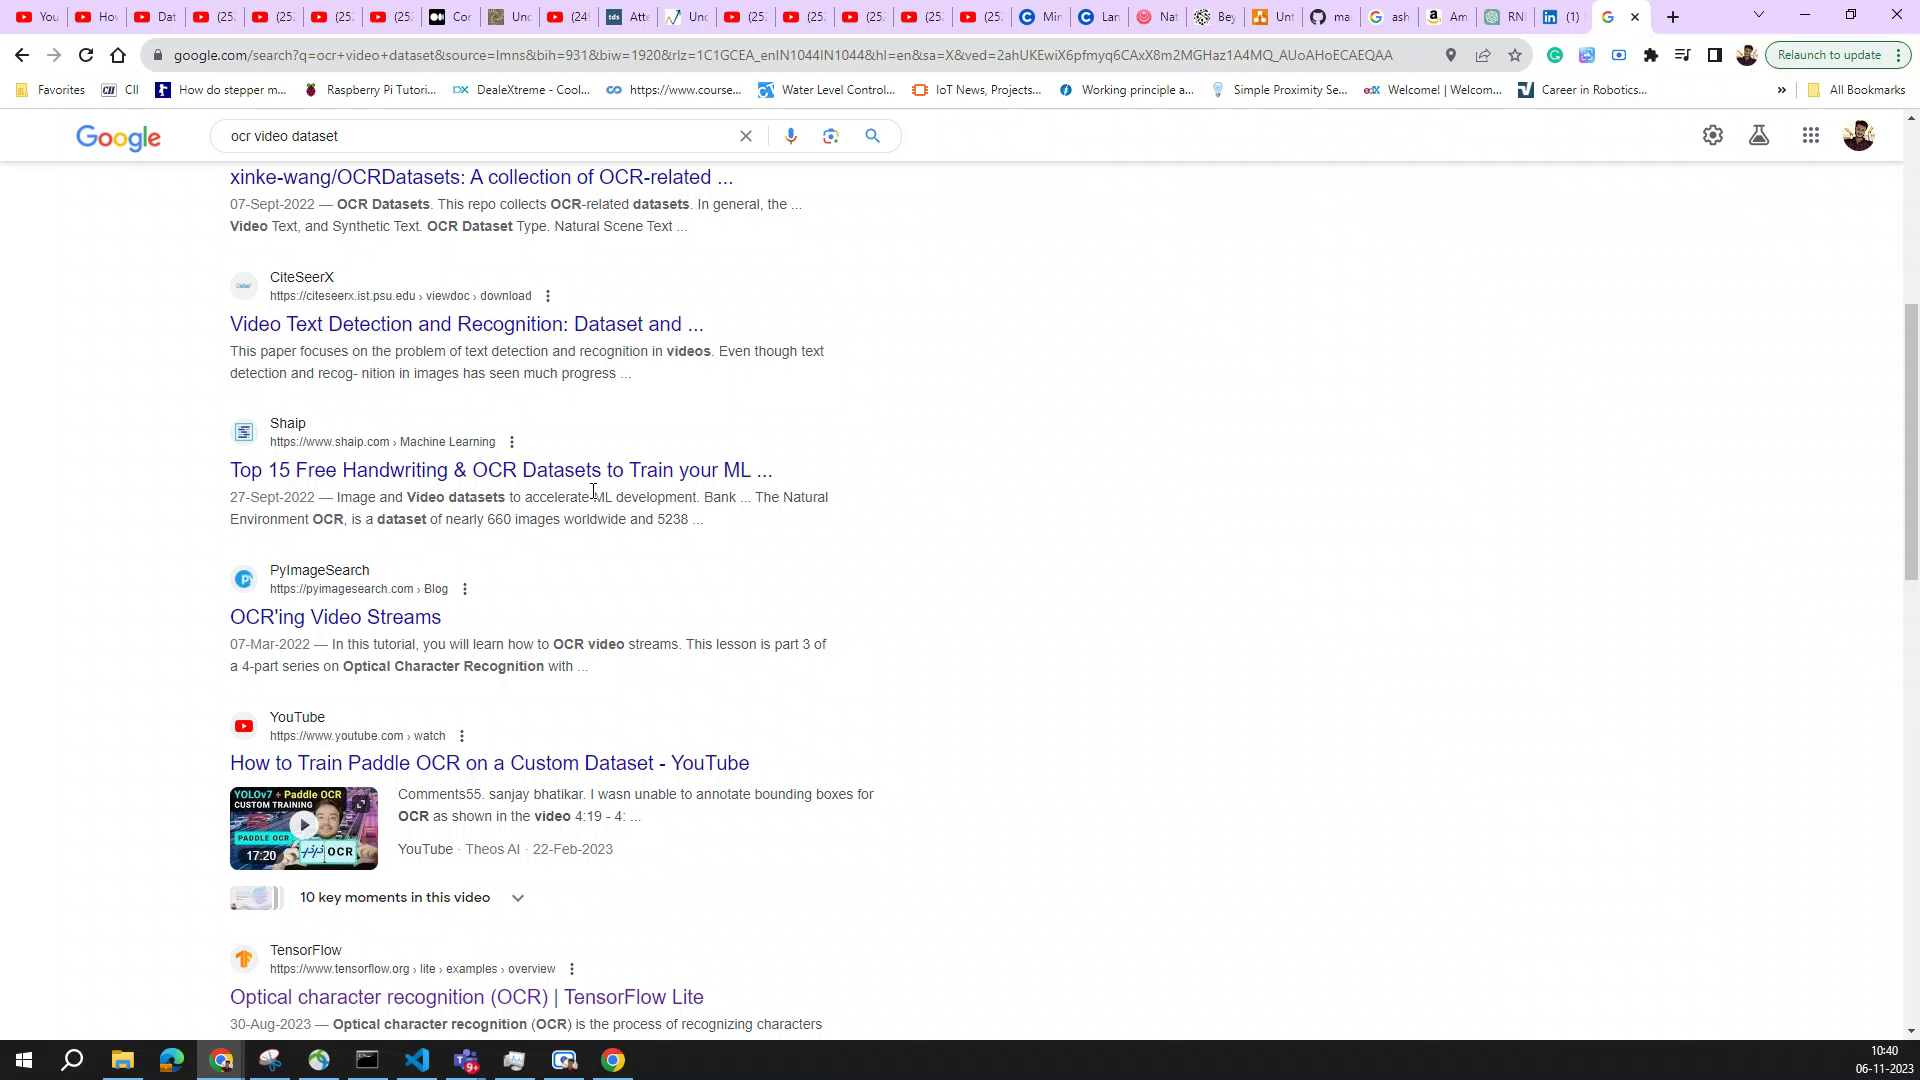 You
Hov
Dat
(252
(252
(252
(252
Cor
Unc
(249
tds
Atte
Unc
(252
(252
(252
(252
(252
Mir
Lan
Nat
Bey
Unt
ma
ash
Am
RNI
(1)
google.com/search?q=ocr+video+dataset&source=lmns&bih=931&biw=1920&rlz=1C1GCEA_enIN1044IN1044&hl=en&sa=X&ved=2ahUKEwiX6pfmyq6CAxX8m2MGHaz1A4MQ_AUoAHoECAEQAA
Relaunch to update
Favorites
CII
How do stepper m...
Raspberry Pi Tutori...
DealeXtreme - Cool...
https://www.course...
Water Level Control...
IoT News, Projects...
Working principle a...
Simple Proximity Se...
Welcome! | Welcom...
Career in Robotics...
»
All Bookmarks
Google
ocr video dataset
xinke-wang/OCRDatasets: A collection of OCR-related ...
07-Sept-2022 — OCR Datasets. This repo collects OCR-related datasets. In general, the ...
Video Text, and Synthetic Text. OCR Dataset Type. Natural Scene Text ...
CiteSeerX
https://citeseerx.ist.psu.edu › viewdoc › download
Video Text Detection and Recognition: Dataset and ...
This paper focuses on the problem of text detection and recognition in videos. Even though text
detection and recog- nition in images has seen much progress ...
Shaip
https://www.shaip.com › Machine Learning
Top 15 Free Handwriting & OCR Datasets to Train your ML ...
27-Sept-2022 — Image and Video datasets to accelerate ML development. Bank ... The Natural
Environment OCR, is a dataset of nearly 660 images worldwide and 5238 ...
PyImageSearch
https://pyimagesearch.com › Blog
OCR'ing Video Streams
07-Mar-2022 — In this tutorial, you will learn how to OCR video streams. This lesson is part 3 of
a 4-part series on Optical Character Recognition with ...
YouTube
https://www.youtube.com › watch
How to Train Paddle OCR on a Custom Dataset - YouTube
YOLOv7 + Paddle OCR
CUSTOM TRAINING
PADDLE OCR
OCR
17:20
Comments55. sanjay bhatikar. I wasn unable to annotate bounding boxes for
OCR as shown in the video 4:19 - 4: ...
YouTube · Theos AI · 22-Feb-2023
10 key moments in this video
TensorFlow
https://www.tensorflow.org › lite › examples › overview
Optical character recognition (OCR) | TensorFlow Lite
30-Aug-2023 — Optical character recognition (OCR) is the process of recognizing characters
9+
10:40
06-11-2023